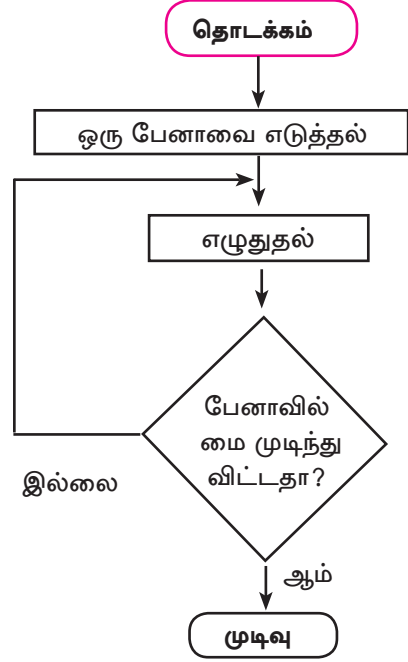 தொடக்கம்
ஒரு பேனாவை எடுத்தல்
எழுதுதல்
பேனாவில்
மை முடிந்து
விட்டதா?
இல்லை
ஆம்
முடிவு